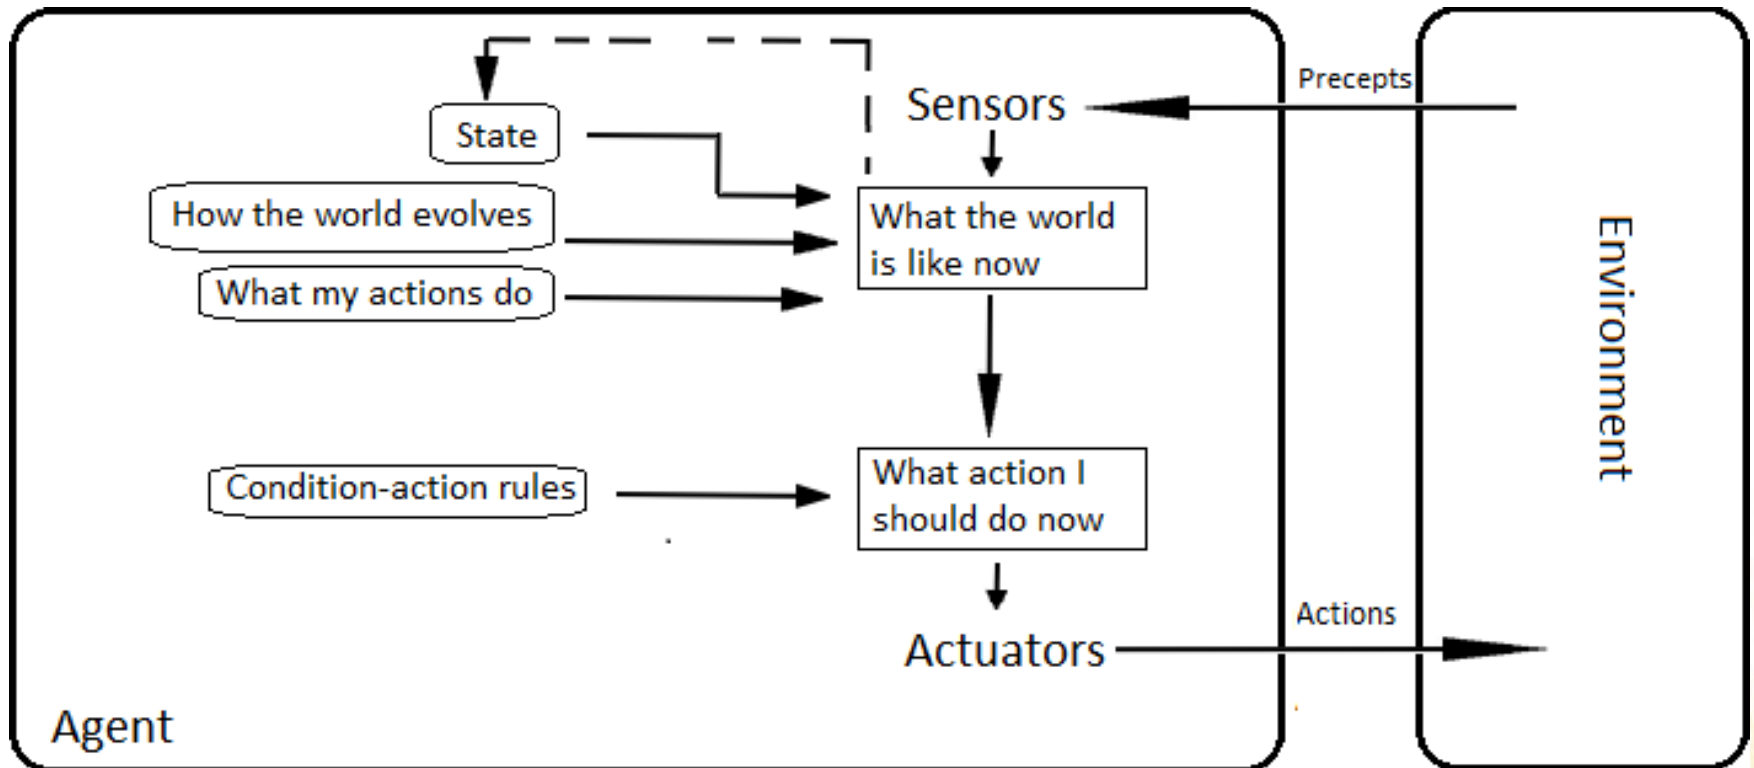 Precepts
Sensors
State
How the world evolves
What the world
is like now
What my actions do
Environment
Condition-action rules
What action I
should do now
Actions
Actuators
Agent